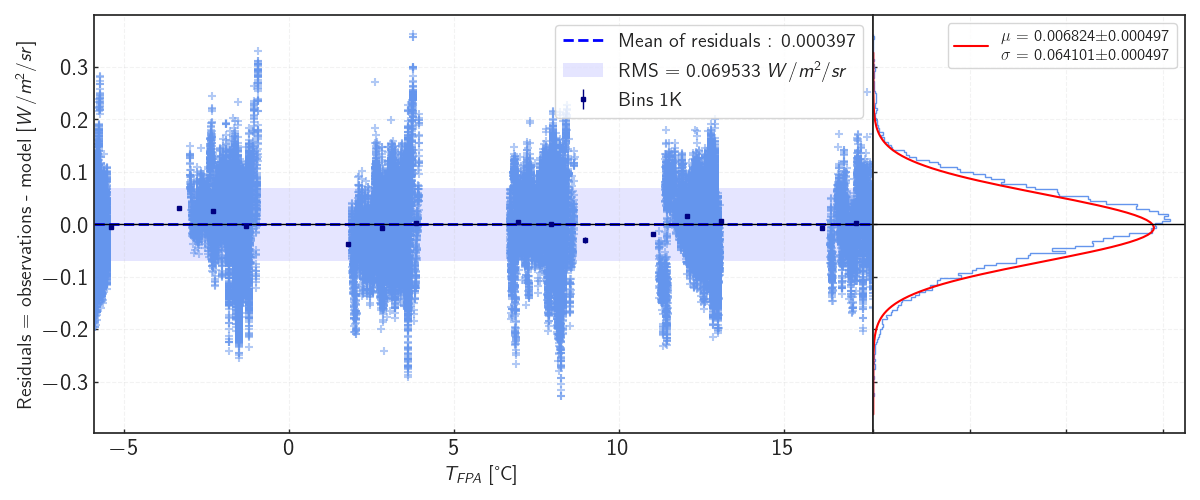 Residuals = observations - model [W/m²/sr]
0.3
0.2
0.1
0.0
−0.1
−0.2
−0.3
−5
0
5
10
15
T_FPA [°C]
Mean of residuals : 0.000397
RMS = 0.069533 W/m²/sr
Bins 1K
μ = 0.006824±0.000497
σ = 0.064101±0.000497